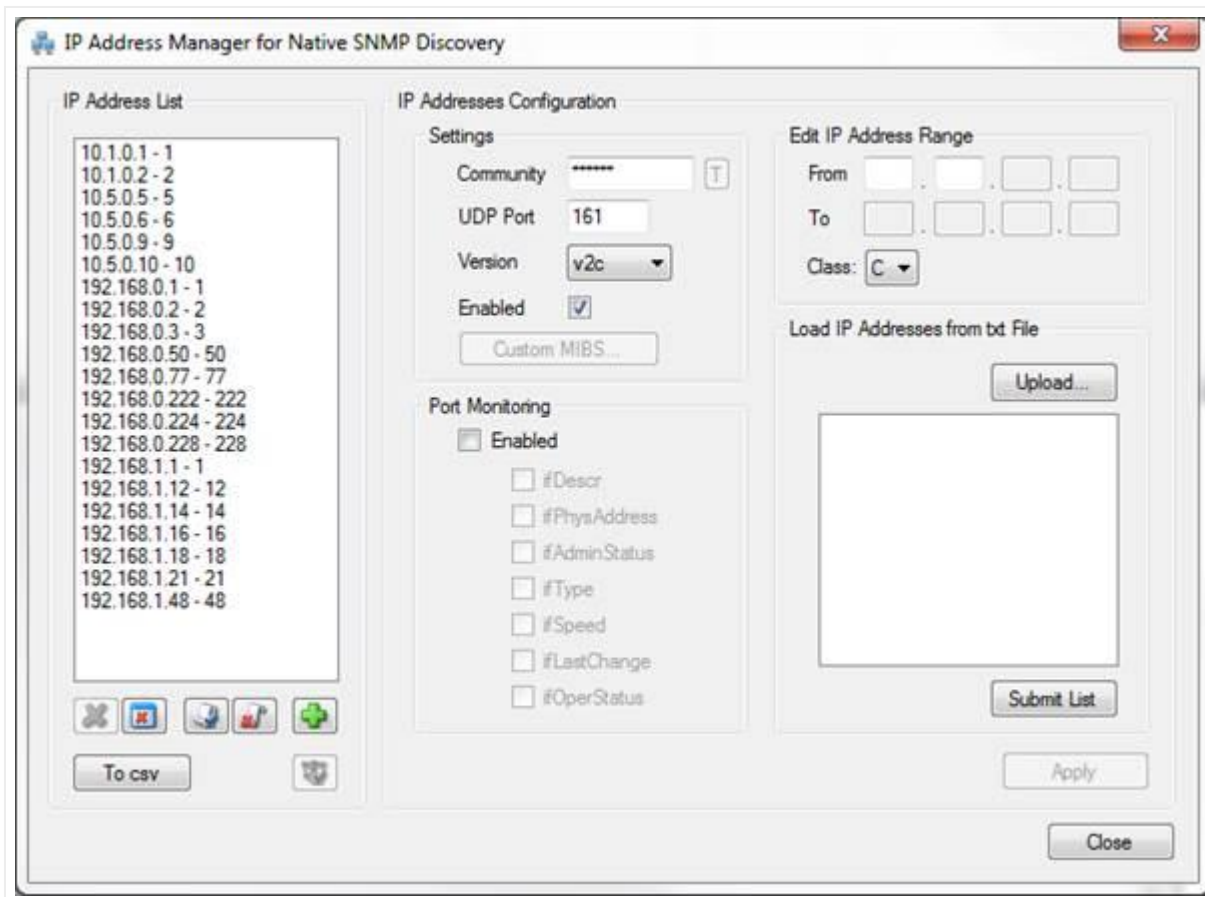 IP Address Manager for Native SNMP Discovery
IP Address List
10.1.0.1 - 1
10.1.0.2 - 2
10.5.0.5 - 5
10.5.0.6 - 6
10.5.0.9 - 9
10.5.0.10 - 10
192.168.0.1 - 1
192.168.0.2 - 2
192.168.0.3 - 3
192.168.0.50 - 50
192.168.0.77 - 77
192.168.0.222 - 222
192.168.0.224 - 224
192.168.0.228 - 228
192.168.1.1 - 1
192.168.1.12 - 12
192.168.1.14 - 14
192.168.1.16 - 16
192.168.1.18 - 18
192.168.1.21 - 21
192.168.1.48 - 48
To csv
IP Addresses Configuration
Settings
Community ****** T
UDP Port 161
Version v2c
Enabled
Custom MIBS...
Port Monitoring
Enabled
ifDescr
ifPhysAddress
ifAdminStatus
ifType
ifSpeed
ifLastChange
ifOperStatus
Edit IP Address Range
From . . .
To . . .
Class: C
Load IP Addresses from txt File
Upload...
Submit List
Apply
Close